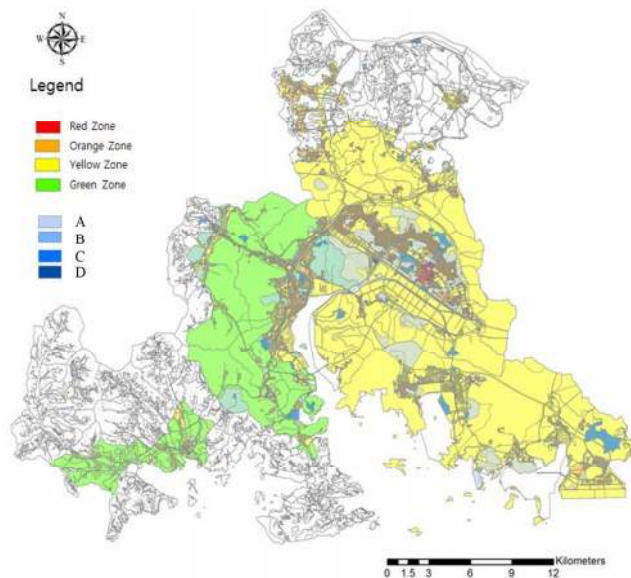 N
W E
S
Legend
Red Zone
Orange Zone
Yellow Zone
Green Zone
A
B
C
D
Kilometers
0 1.5 3 6 9 12